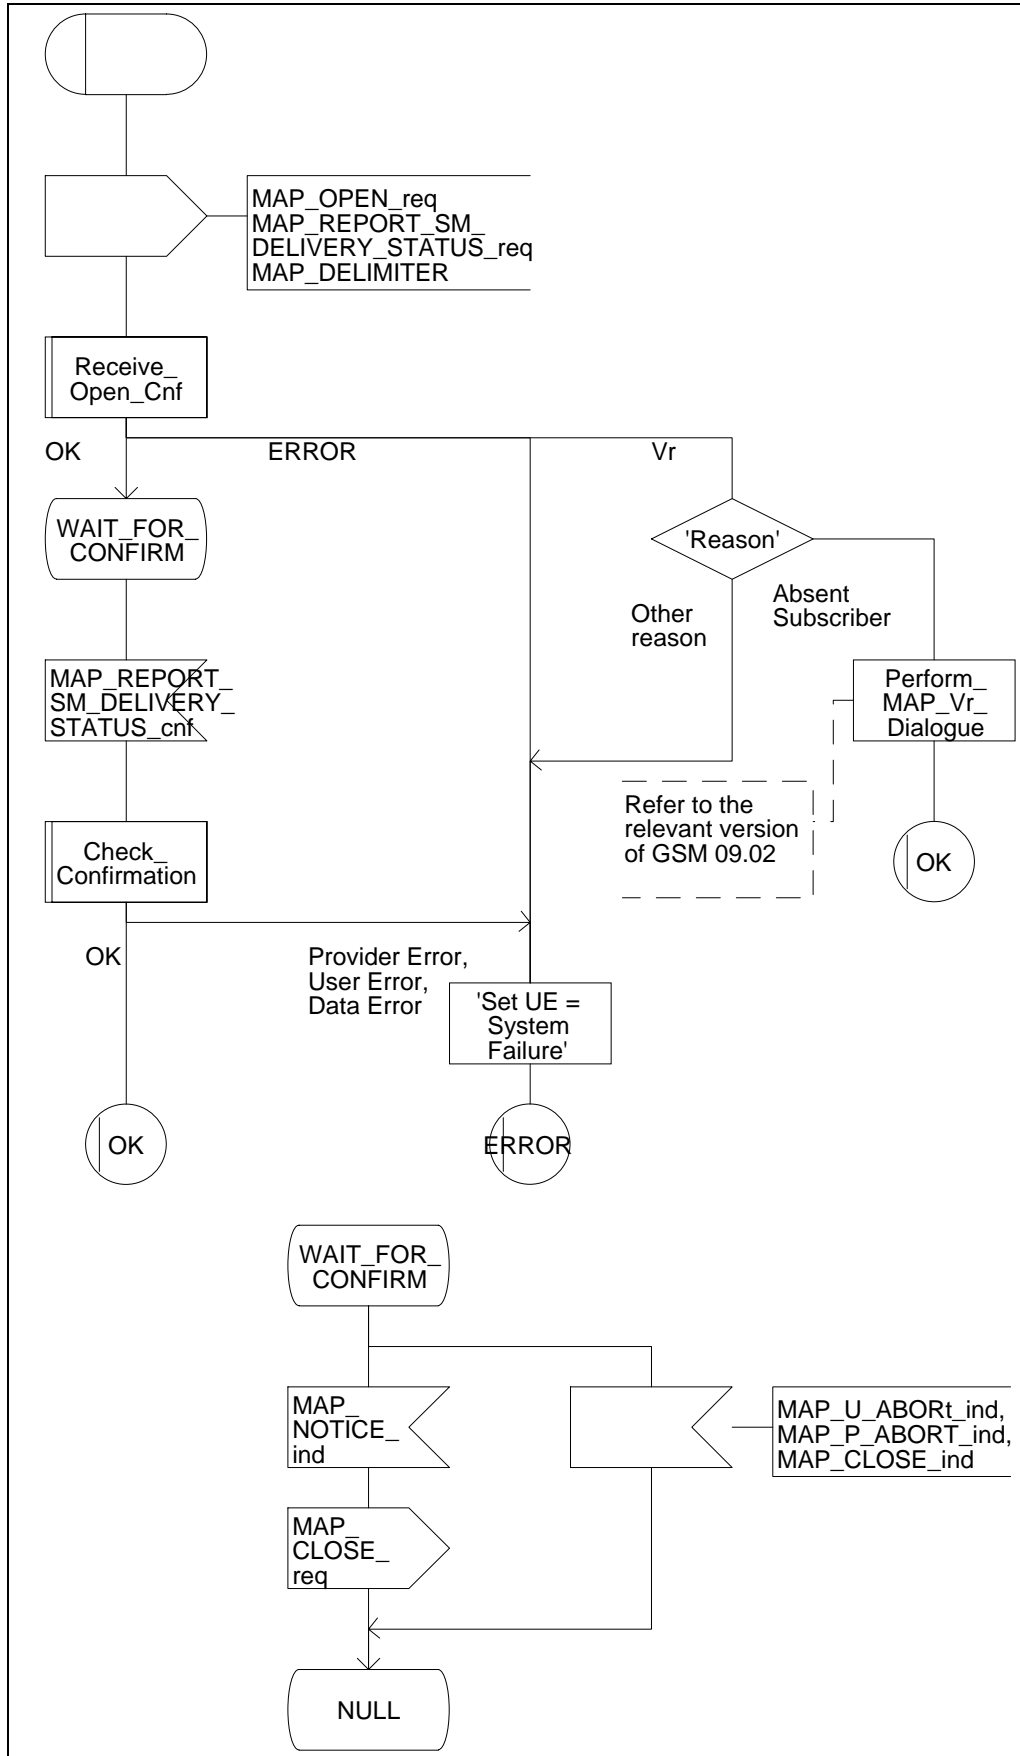 MAP_OPEN_req
MAP_REPORT_SM_
DELIVERY_STATUS_req
MAP_DELIMITER
Receive_
Open_Cnf
OK
ERROR
Vr
WAIT_FOR_
CONFIRM
'Reason'
Other
reason
Absent
Subscriber
MAP_REPORT_
SM_DELIVERY_
STATUS_cnf
Perform_
MAP_Vr_
Dialogue
Refer to the
relevant version
of GSM 09.02
OK
Check_
Confirmation
OK
Provider Error,
User Error,
Data Error
'Set UE =
System
Failure'
OK
ERROR
WAIT_FOR_
CONFIRM
MAP_
NOTICE_
ind
MAP_U_ABORt_ind,
MAP_P_ABORT_ind,
MAP_CLOSE_ind
MAP_
CLOSE_
req
NULL